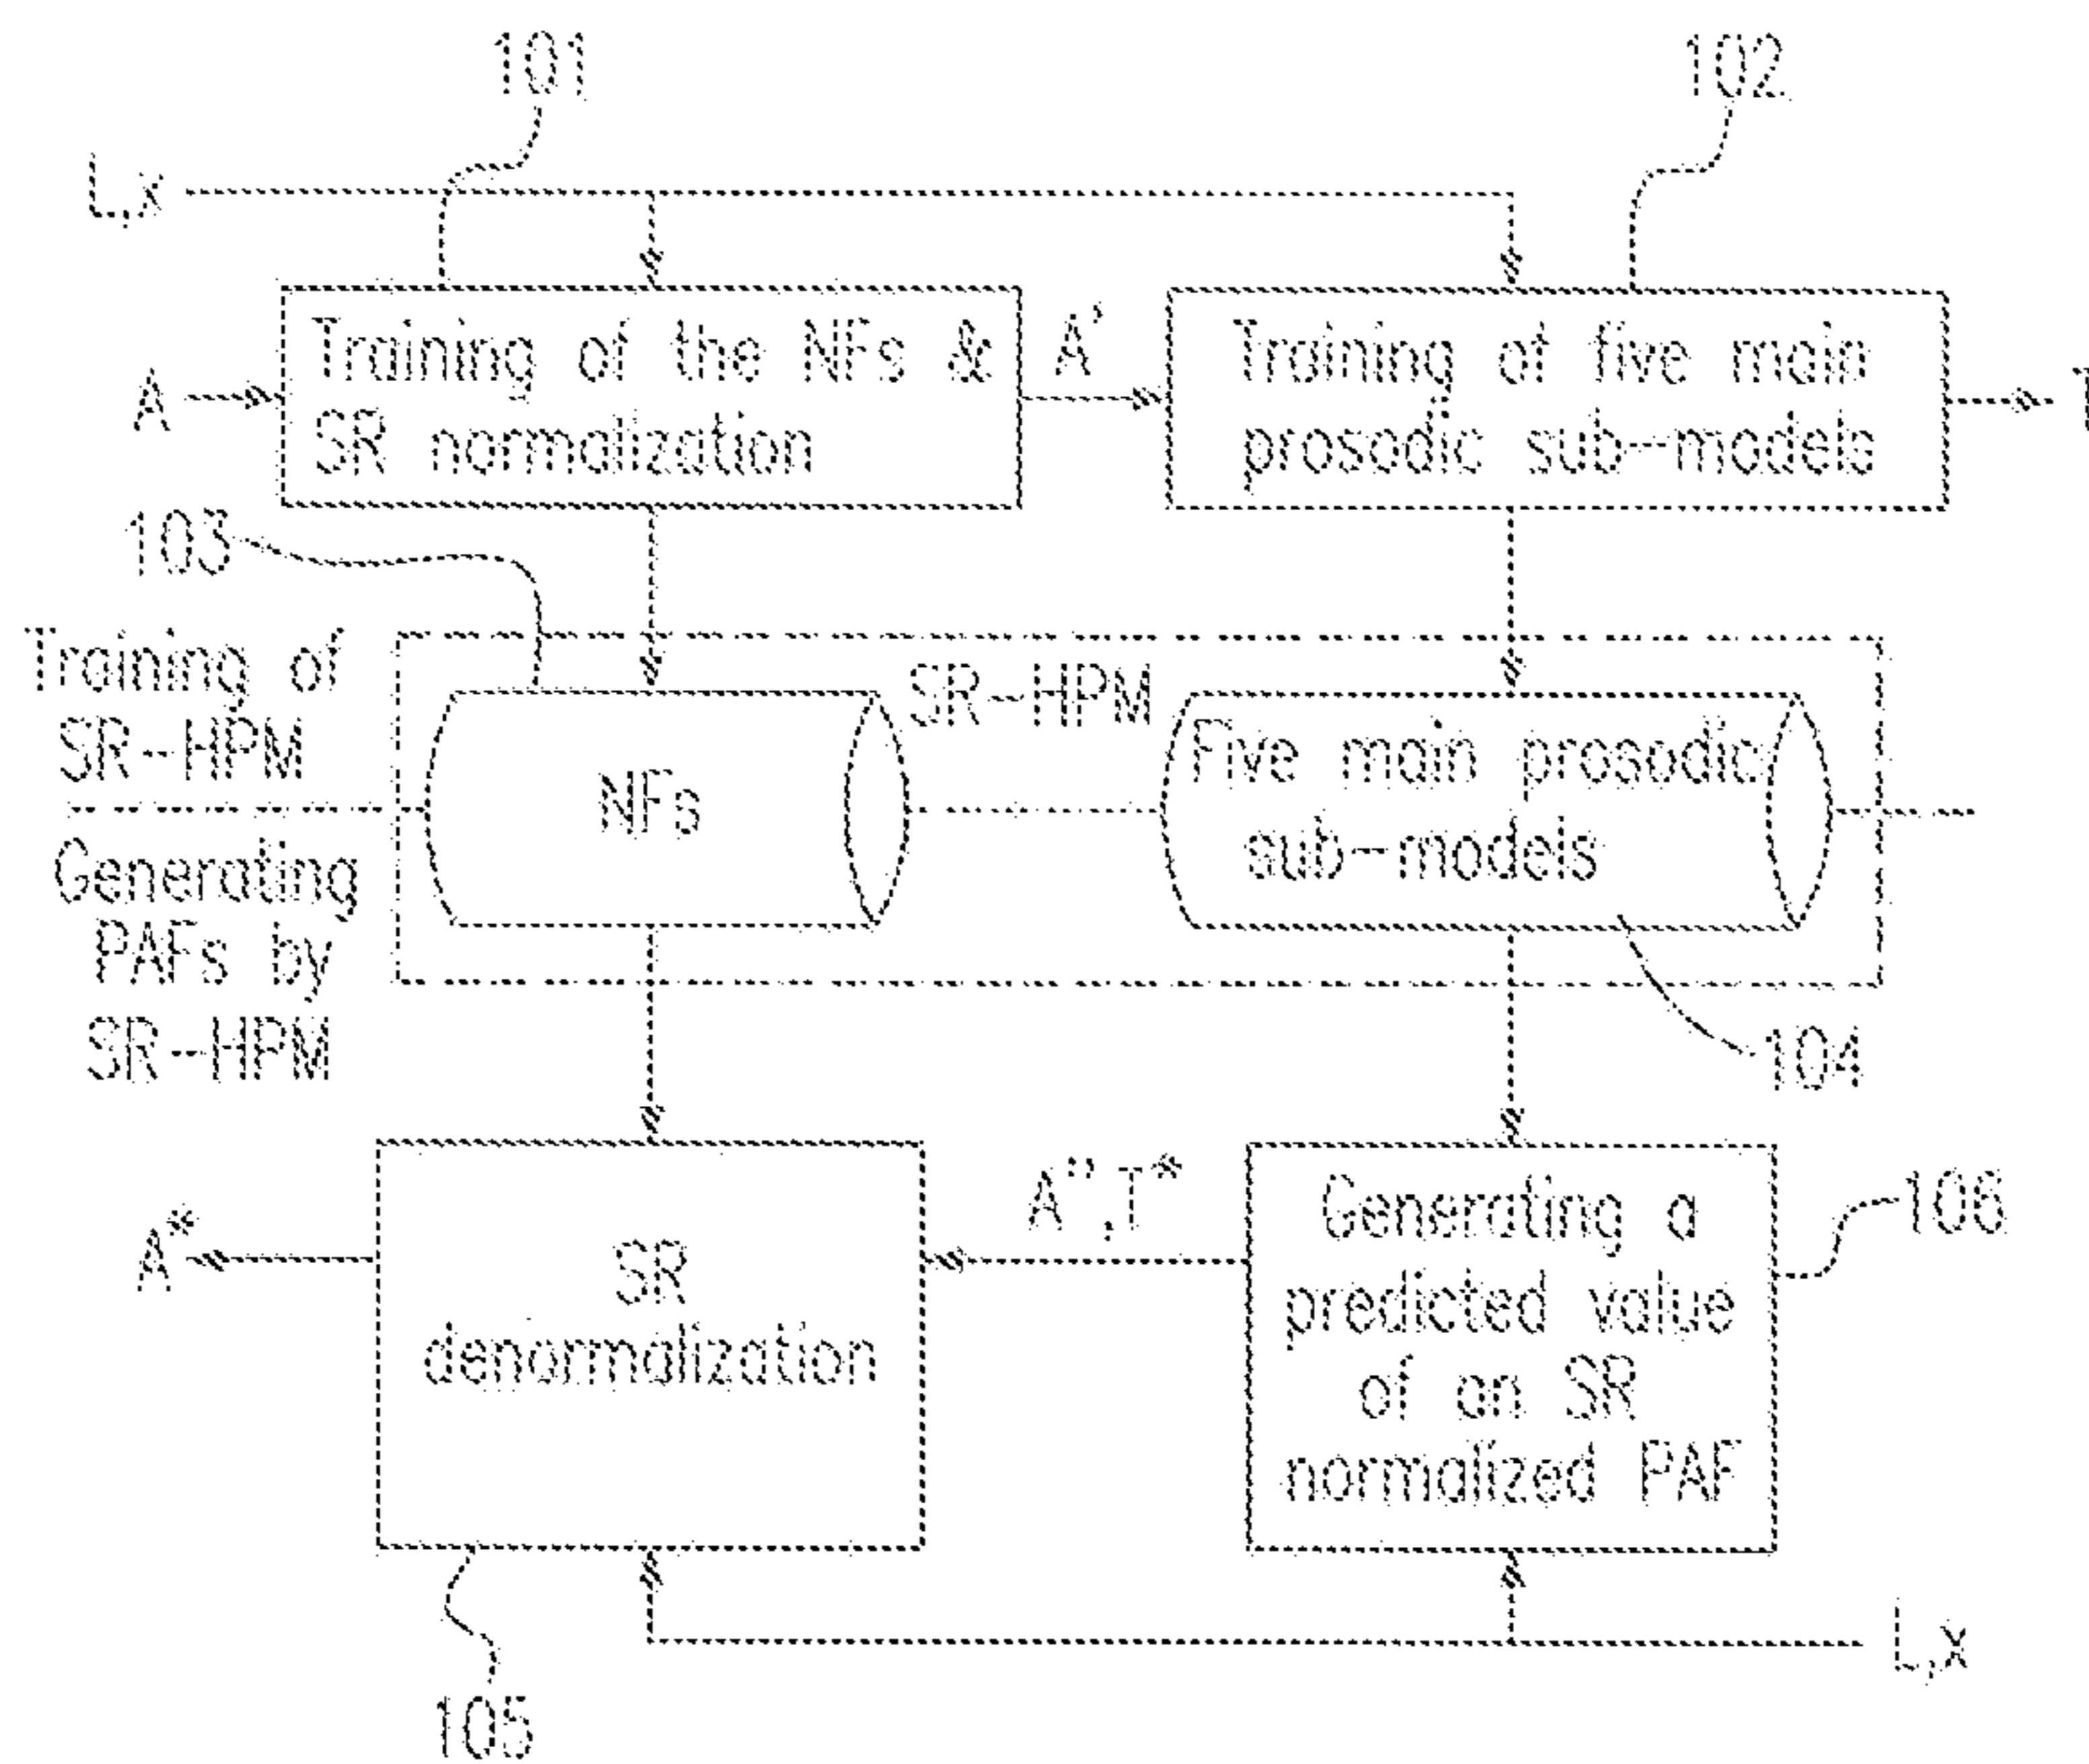 101
102
L,x
Training of the NFs &
SR normalization
A
A'
Training of five main
prosodic sub-models
T
103
Training of
SR-HPM
SR-HPM
NFs
Five main prosodic
sub-models
Generating
PAFs by
SR-HPM
104
A*
SR
denormalization
A",T*
Generating a
predicted value
of an SR
normalized PAF
106
L,x
105